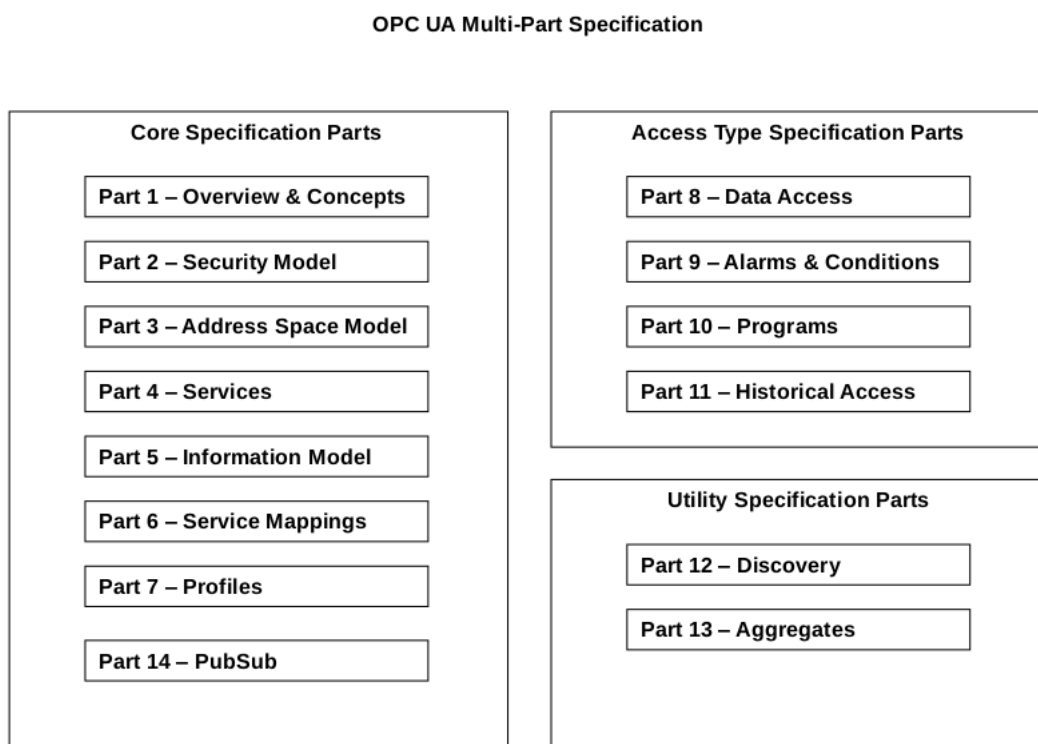 OPC UA Multi-Part Specification
Core Specification Parts
Part 1 – Overview & Concepts
Part 2 – Security Model
Part 3 – Address Space Model
Part 4 – Services
Part 5 – Information Model
Part 6 – Service Mappings
Part 7 – Profiles
Part 14 – PubSub
Access Type Specification Parts
Part 8 – Data Access
Part 9 – Alarms & Conditions
Part 10 – Programs
Part 11 – Historical Access
Utility Specification Parts
Part 12 – Discovery
Part 13 – Aggregates